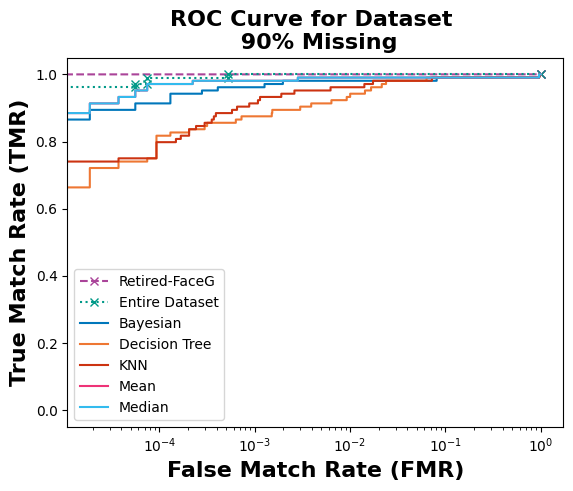 ROC Curve for Dataset
90% Missing
True Match Rate (TMR)
1.0
0.8
0.6
0.4
0.2
0.0
Retired-FaceG
Entire Dataset
Bayesian
Decision Tree
KNN
Mean
Median
10⁻⁴ 10⁻³ 10⁻² 10⁻¹ 10⁰
False Match Rate (FMR)